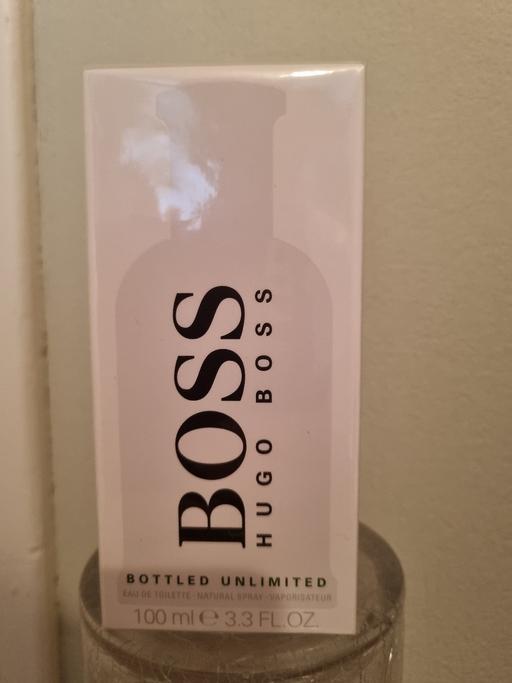 BOSS
HUGO BOSS
BOTTLED UNLIMITED
EAU DE TOILETTE · NATURAL SPRAY · VAPORISATEUR
100 ml ℮ 3.3 FL.OZ.